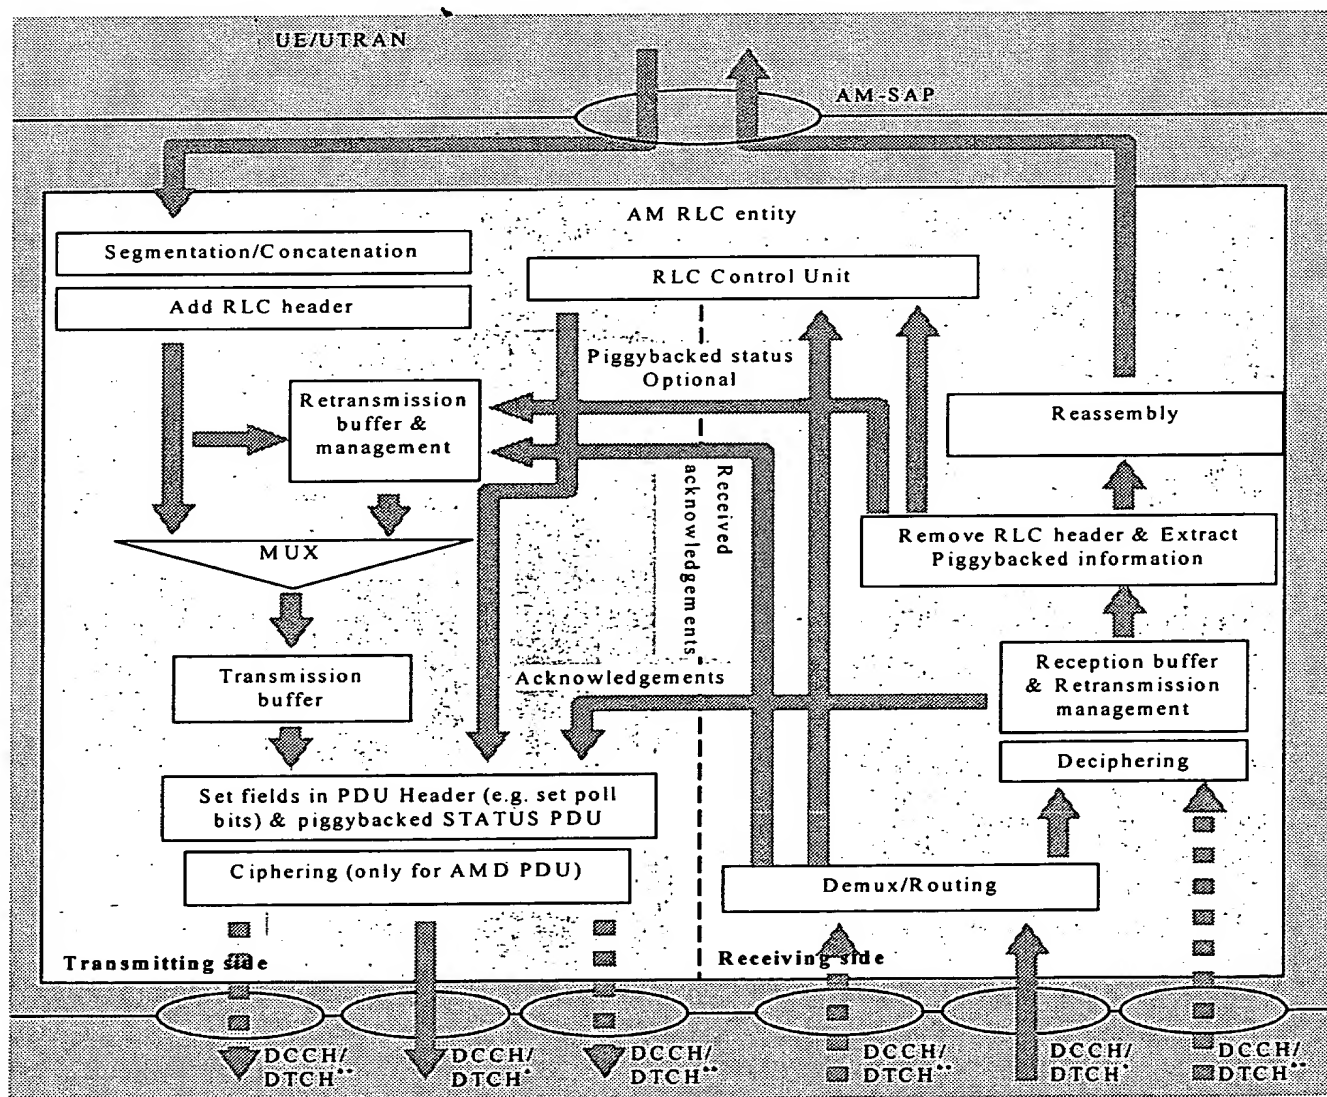 UE/UTRAN
AM-SAP
AM RLC entity
Segmentation/Concatenation
Add RLC header
RLC Control Unit
Piggybacked status
Optional
Retransmission
buffer &
management
Reassembly
Received
acknowledgements
MUX
Remove RLC header & Extract
Piggybacked information
Transmission
buffer
Acknowledgements
Reception buffer
& Retransmission
management
Deciphering
Set fields in PDU Header (e.g. set poll
bits) & piggybacked STATUS PDU
Ciphering (only for AMD PDU)
Demux/Routing
Transmitting side
Receiving side
DCCH/
DTCH**
DCCH/
DTCH*
DCCH/
DTCH**
DCCH/
DTCH**
DCCH/
DTCH*
DCCH/
DTCH**